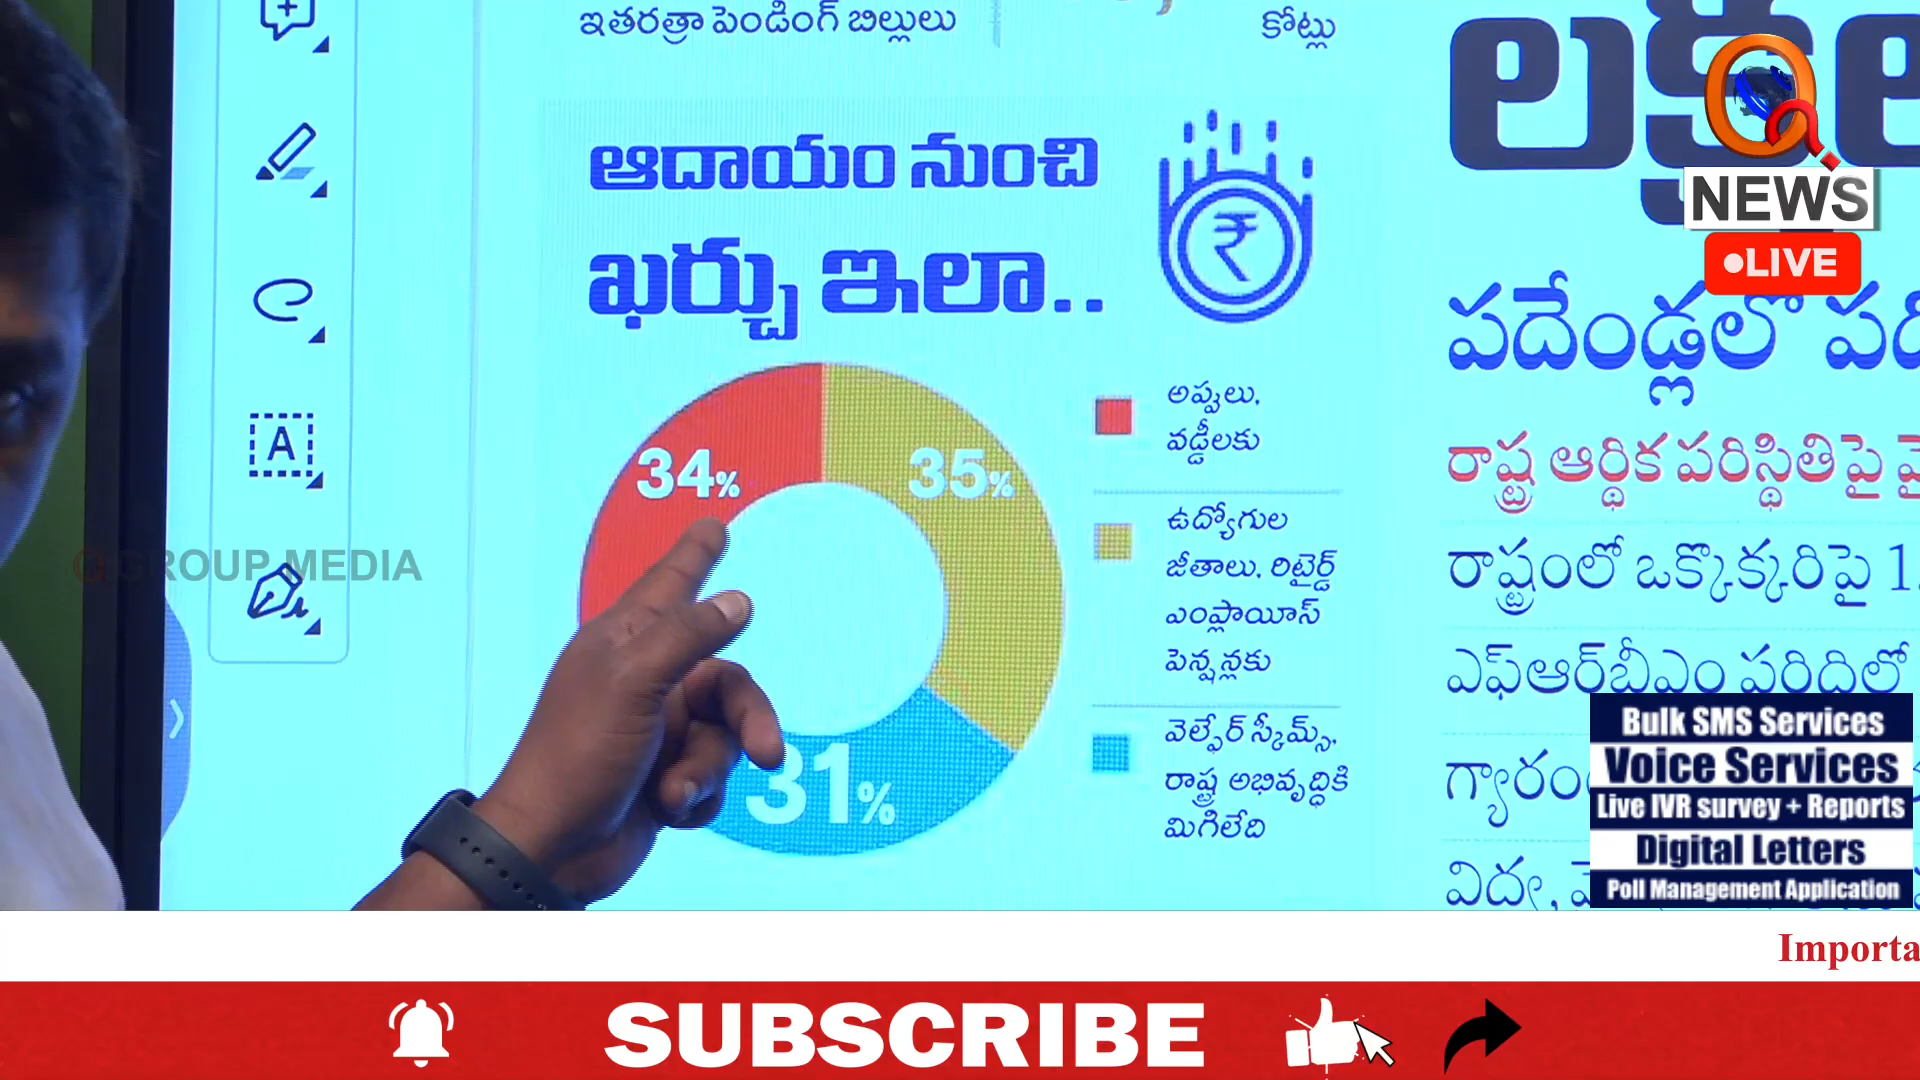 ఇతరత్రా పెండింగ్ బిల్లులు
కోట్లు
ఆదాయం నుంచి
ఖర్చు ఇలా..
34%
35%
31%
అప్పులు,
వడ్డీలకు
ఉద్యోగుల
జీతాలు, రిటైర్డ్
ఎంప్లాయీస్
పెన్షన్లకు
వెల్ఫేర్ స్కీమ్స్,
రాష్ట్ర అభివృద్ధికి
మిగిలేది
పదేండ్లలో
రాష్ట్ర ఆర్థిక పరిస్థితిపై
రాష్ట్రంలో ఒక్కొక్కరిపై
ఎఫ్ఆర్‌బీఎం పరిధిలో
విద్య,
A
Q
NEWS
LIVE
GROUP MEDIA
Bulk SMS Services
Voice Services
Live IVR survey + Reports
Digital Letters
Poll Management Application
SUBSCRIBE